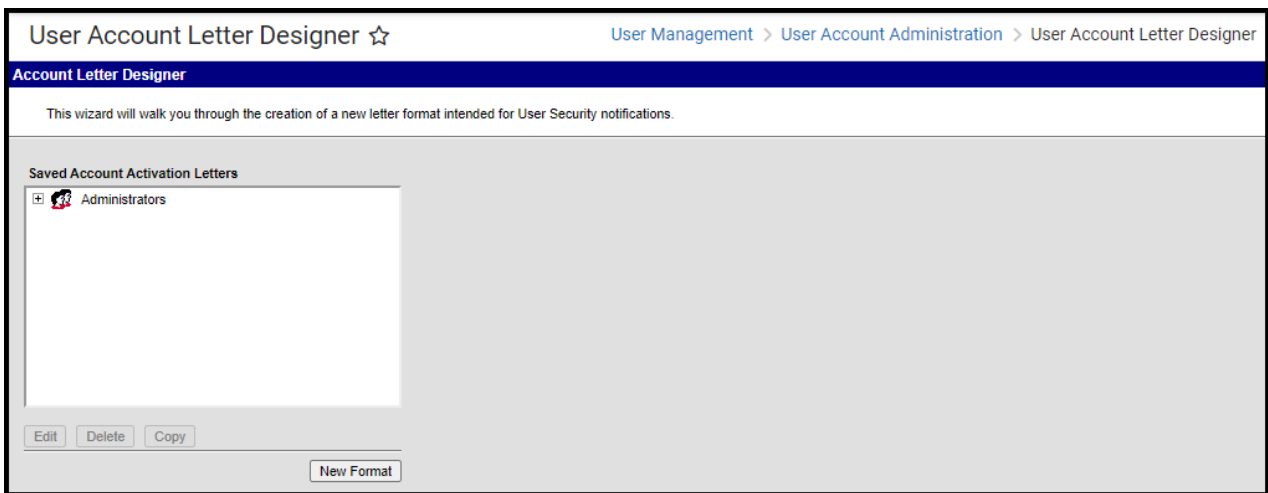 User Account Letter Designer
User Management > User Account Administration > User Account Letter Designer
Account Letter Designer
This wizard will walk you through the creation of a new letter format intended for User Security notifications.
Saved Account Activation Letters
Administrators
Edit
Delete
Copy
New Format